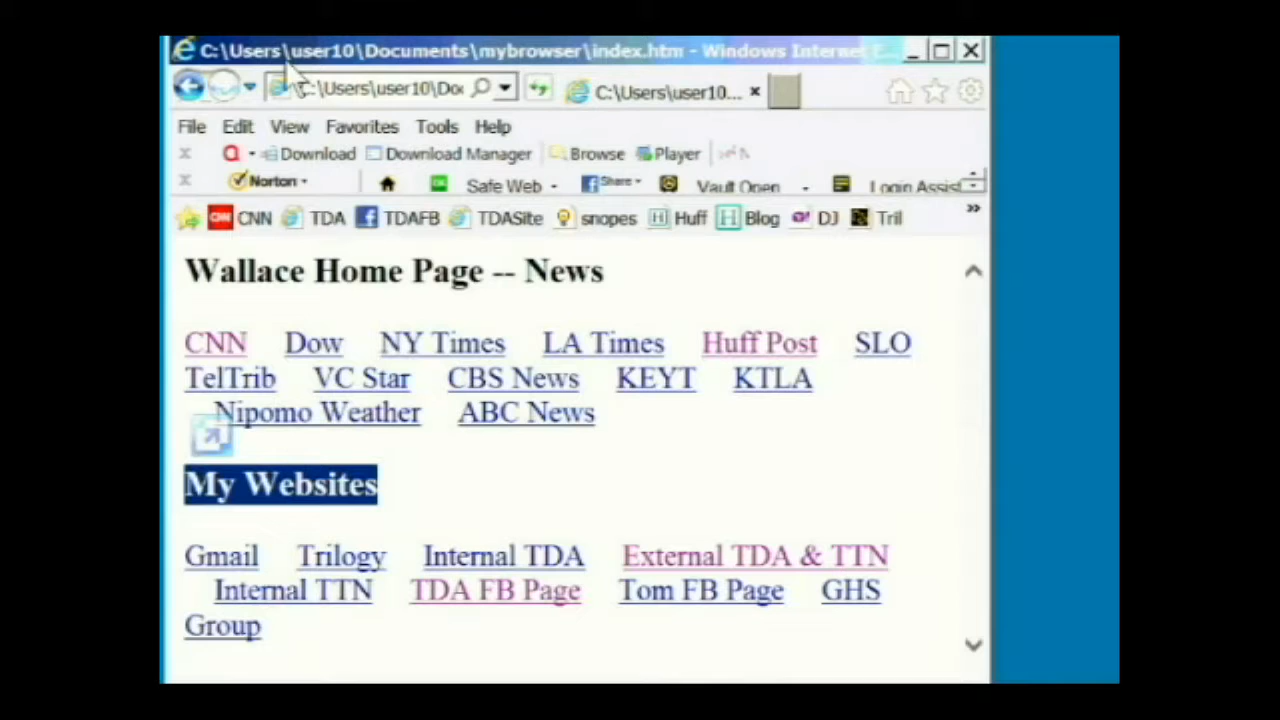 C:\Users\user10\Documents\mybrowser\index.htm - Windows Internet E...
C:\Users\user10\Doc C:\Users\user10...
File Edit View Favorites Tools Help
x Download Download Manager Browse Player
x Norton Safe Web Share Vault Open Login Assist
CNN TDA TDAFB TDASite snopes Huff Blog DJ Tril
Wallace Home Page -- News
CNN Dow NY Times LA Times Huff Post SLO
TelTrib VC Star CBS News KEYT KTLA
Nipomo Weather ABC News
My Websites
Gmail Trilogy Internal TDA External TDA & TTN
Internal TTN TDA FB Page Tom FB Page GHS
Group